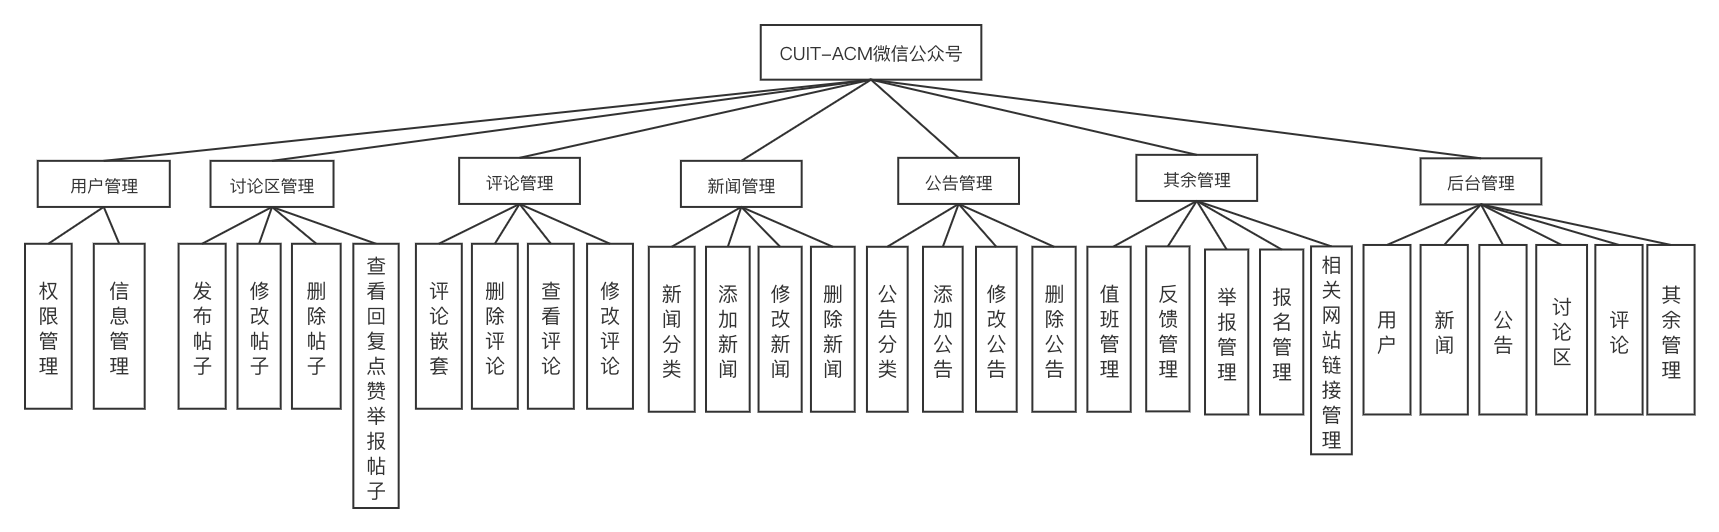 CUIT-ACM微信公众号
用户管理
讨论区管理
评论管理
新闻管理
公告管理
其余管理
后台管理
权限管理
信息管理
发布帖子
修改帖子
删除帖子
查看回复点赞举报帖子
评论嵌套
删除评论
查看评论
修改评论
新闻分类
添加新闻
修改新闻
删除新闻
公告分类
添加公告
修改公告
删除公告
值班管理
反馈管理
举报管理
报名管理
相关网站链接管理
用户
新闻
公告
讨论区
评论
其余管理